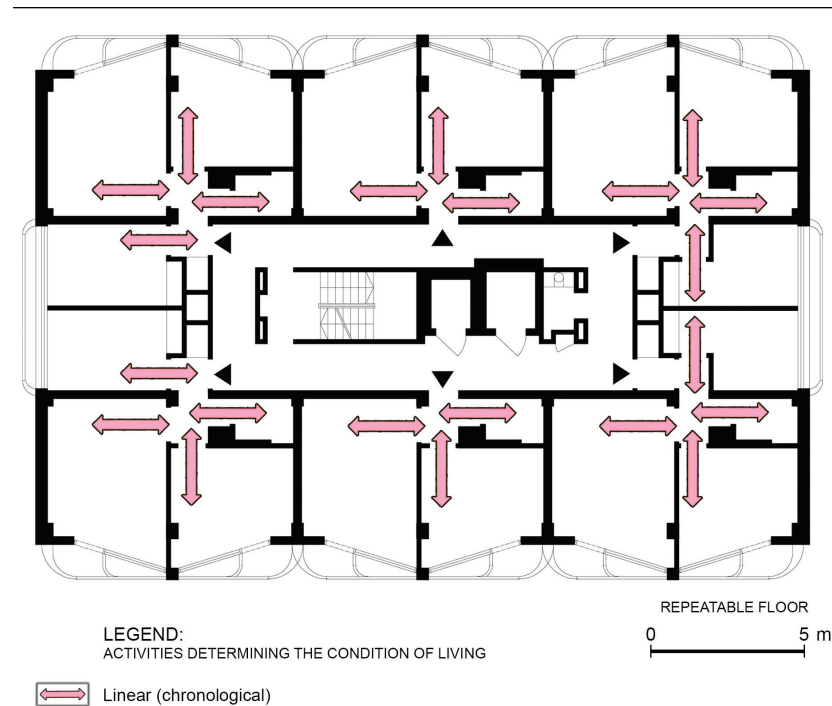 REPEATABLE FLOOR
0 5 m
LEGEND:
ACTIVITIES DETERMINING THE CONDITION OF LIVING
Linear (chronological)